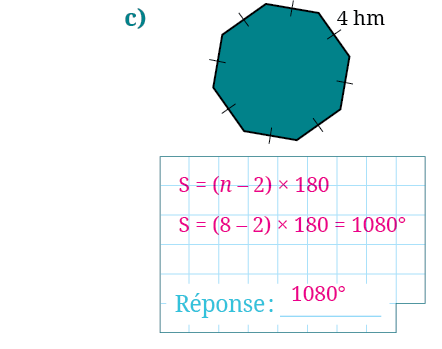 c)
4 hm
S = (n – 2) × 180
S = (8 – 2) × 180 = 1080°
Réponse : 1080°